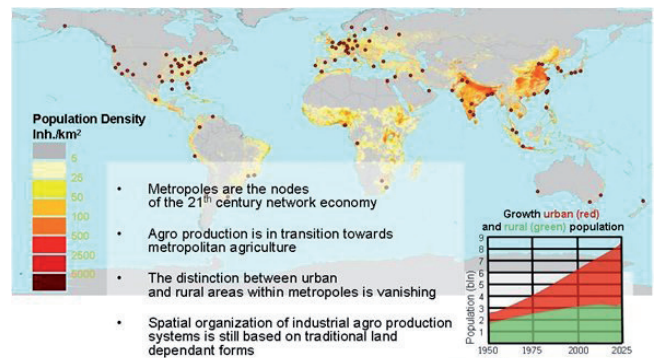 Population Density
Inh./km²
5
25
50
100
500
2500
5000
• Metropoles are the nodes
of the 21th century network economy
• Agro production is in transition towards
metropolitan agriculture
• The distinction between urban
and rural areas within metropoles is vanishing
• Spatial organization of industrial agro production
systems is still based on traditional land
dependant forms
Growth urban (red)
and rural (green) population
Population (bln)
9
8
7
6
5
4
3
2
1
1950 1975 2000 2025